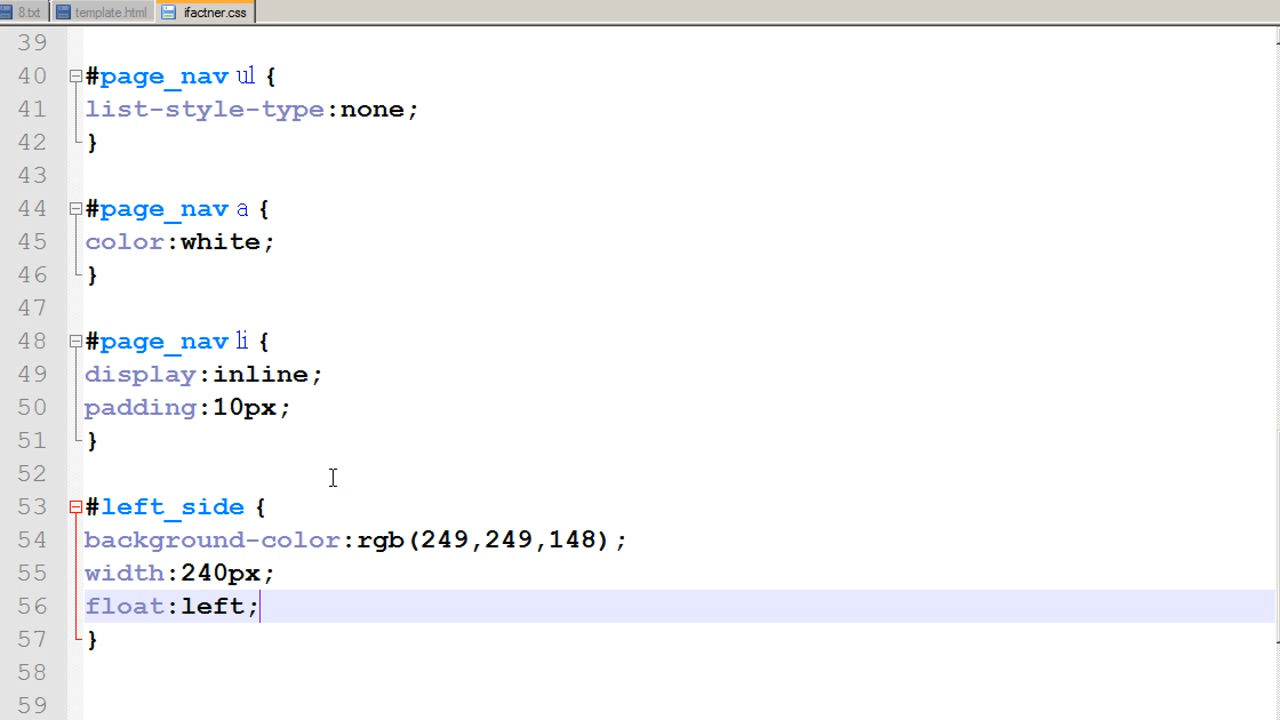 8.txt template.html ifactner.css
39
40 #page_nav ul {
41 list-style-type:none;
42 }
43
44 #page_nav a {
45 color:white;
46 }
47
48 #page_nav li {
49 display:inline;
50 padding:10px;
51 }
52
53 #left_side {
54 background-color:rgb(249,249,148);
55 width:240px;
56 float:left;
57 }
58
59